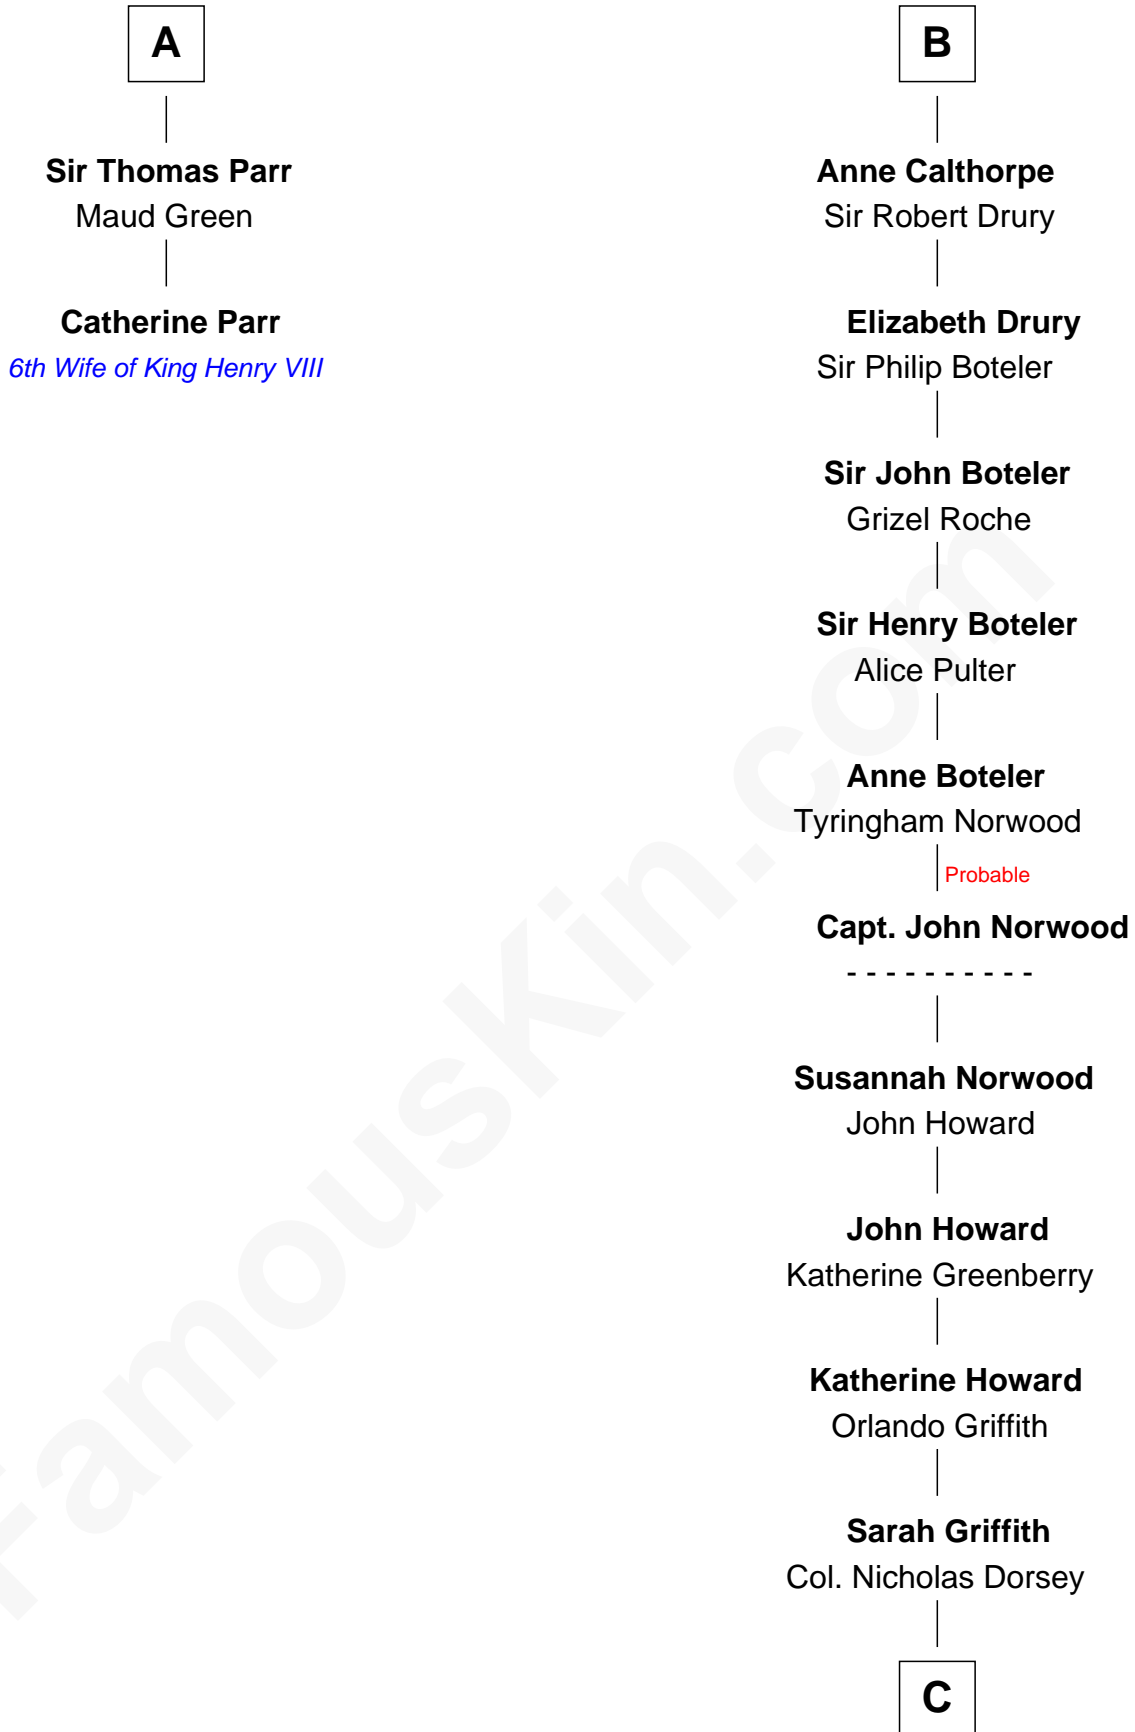 A
Sir Thomas Parr
Maud Green
Catherine Parr
6th Wife of King Henry VIII
B
Anne Calthorpe
Sir Robert Drury
Elizabeth Drury
Sir Philip Boteler
Sir John Boteler
Grizel Roche
Sir Henry Boteler
Alice Pulter
Anne Boteler
Tyringham Norwood
Probable
Capt. John Norwood
- - - - - - - - - -
Susannah Norwood
John Howard
John Howard
Katherine Greenberry
Katherine Howard
Orlando Griffith
Sarah Griffith
Col. Nicholas Dorsey
C
FamousKin.com